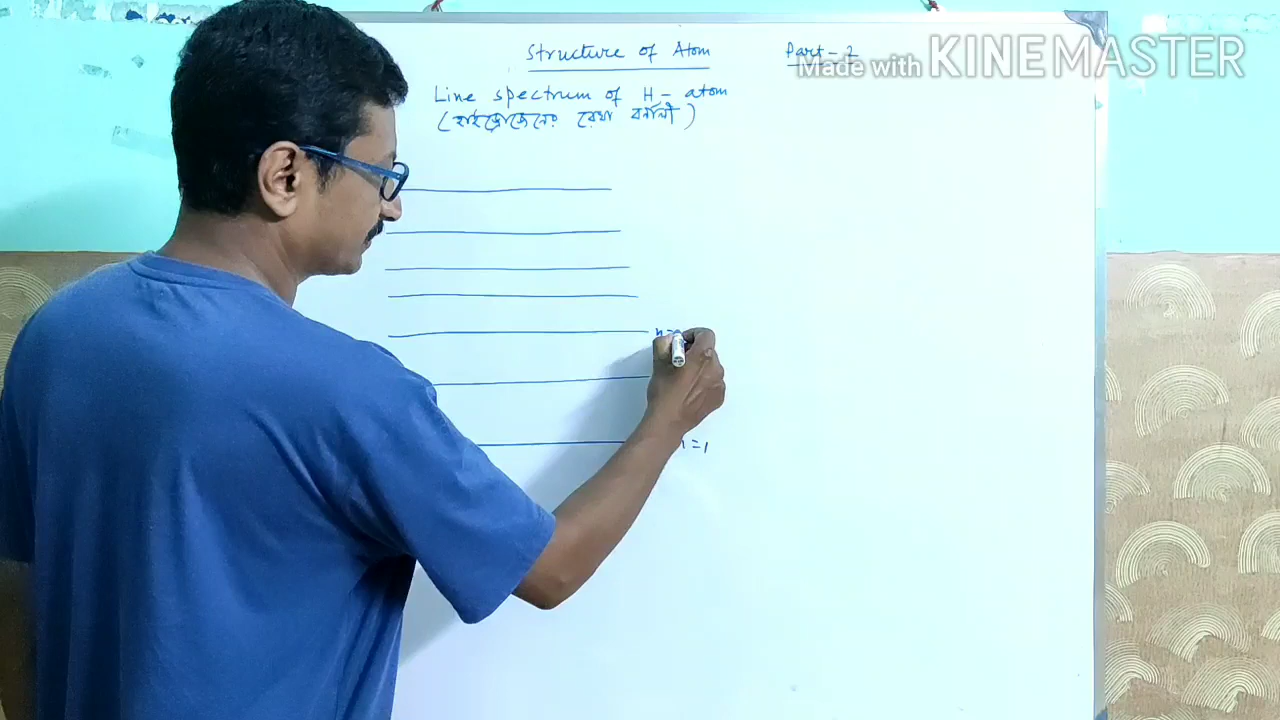 Structure of Atom Part-2
Made with KINEMASTER
Line spectrum of H- atom
(হাইড্রোজেনের রেখা বর্ণালী)
n=
n=1